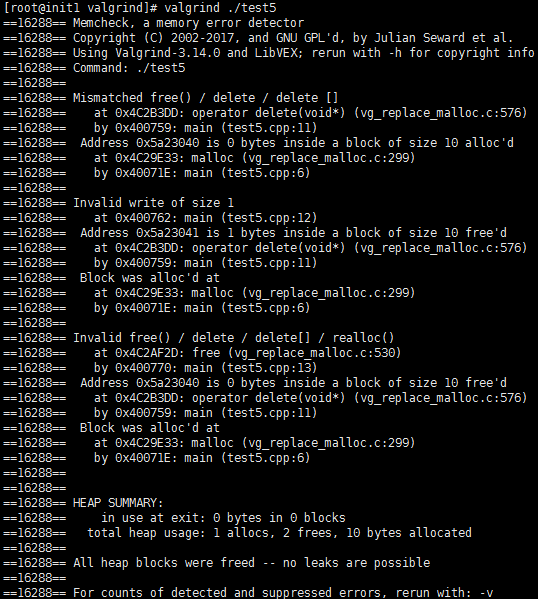 [root@init1 valgrind]# valgrind ./test5
==16288== Memcheck, a memory error detector
==16288== Copyright (C) 2002-2017, and GNU GPL'd, by Julian Seward et al.
==16288== Using Valgrind-3.14.0 and LibVEX; rerun with -h for copyright info
==16288== Command: ./test5
==16288==
==16288== Mismatched free() / delete / delete []
==16288==    at 0x4C2B3DD: operator delete(void*) (vg_replace_malloc.c:576)
==16288==    by 0x400759: main (test5.cpp:11)
==16288==  Address 0x5a23040 is 0 bytes inside a block of size 10 alloc'd
==16288==    at 0x4C29E33: malloc (vg_replace_malloc.c:299)
==16288==    by 0x40071E: main (test5.cpp:6)
==16288==
==16288== Invalid write of size 1
==16288==    at 0x400762: main (test5.cpp:12)
==16288==  Address 0x5a23041 is 1 bytes inside a block of size 10 free'd
==16288==    at 0x4C2B3DD: operator delete(void*) (vg_replace_malloc.c:576)
==16288==    by 0x400759: main (test5.cpp:11)
==16288==  Block was alloc'd at
==16288==    at 0x4C29E33: malloc (vg_replace_malloc.c:299)
==16288==    by 0x40071E: main (test5.cpp:6)
==16288==
==16288== Invalid free() / delete / delete[] / realloc()
==16288==    at 0x4C2AF2D: free (vg_replace_malloc.c:530)
==16288==    by 0x400770: main (test5.cpp:13)
==16288==  Address 0x5a23040 is 0 bytes inside a block of size 10 free'd
==16288==    at 0x4C2B3DD: operator delete(void*) (vg_replace_malloc.c:576)
==16288==    by 0x400759: main (test5.cpp:11)
==16288==  Block was alloc'd at
==16288==    at 0x4C29E33: malloc (vg_replace_malloc.c:299)
==16288==    by 0x40071E: main (test5.cpp:6)
==16288==
==16288==
==16288== HEAP SUMMARY:
==16288==     in use at exit: 0 bytes in 0 blocks
==16288==   total heap usage: 1 allocs, 2 frees, 10 bytes allocated
==16288==
==16288== All heap blocks were freed -- no leaks are possible
==16288==
==16288== For counts of detected and suppressed errors, rerun with: -v